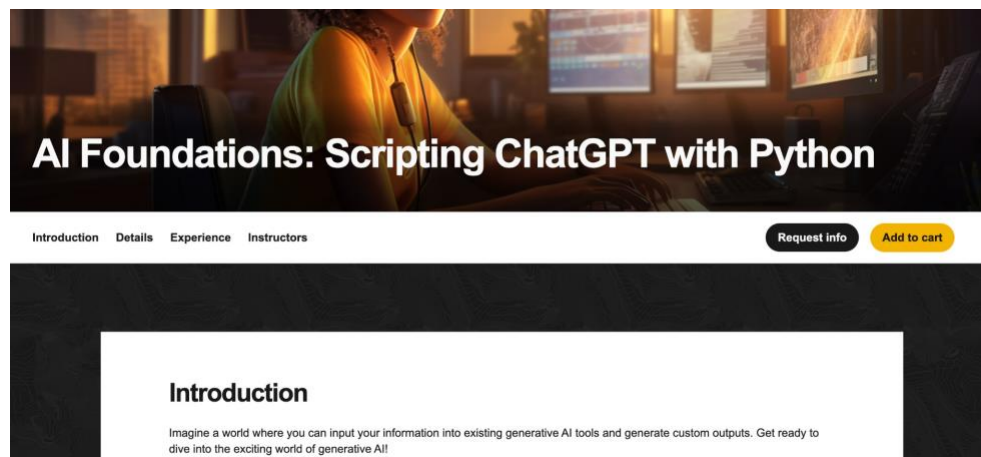 AI Foundations: Scripting ChatGPT with Python
Introduction Details Experience Instructors Request info Add to cart
Introduction
Imagine a world where you can input your information into existing generative AI tools and generate custom outputs. Get ready to
dive into the exciting world of generative AI!